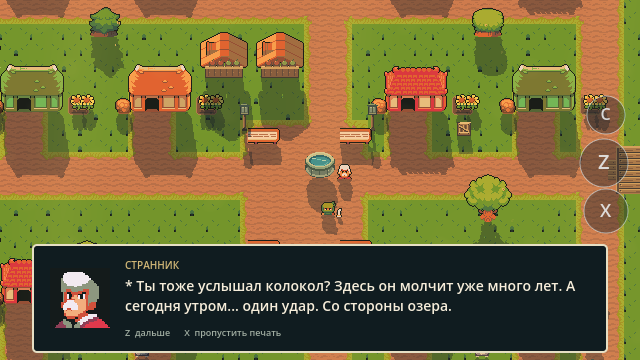 C
Z
X
СТРАННИК
* Ты тоже услышал колокол? Здесь он молчит уже много лет. А
сегодня утром... один удар. Со стороны озера.
Z дальше X пропустить печать